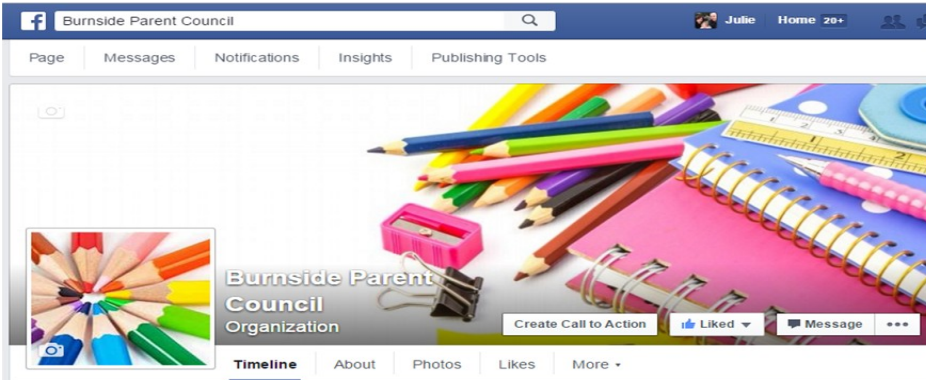 f Burnside Parent Council Julie Home 20+
Page Messages Notifications Insights Publishing Tools
Burnside Parent
Council
Organization
Create Call to Action Liked Message
Timeline About Photos Likes More